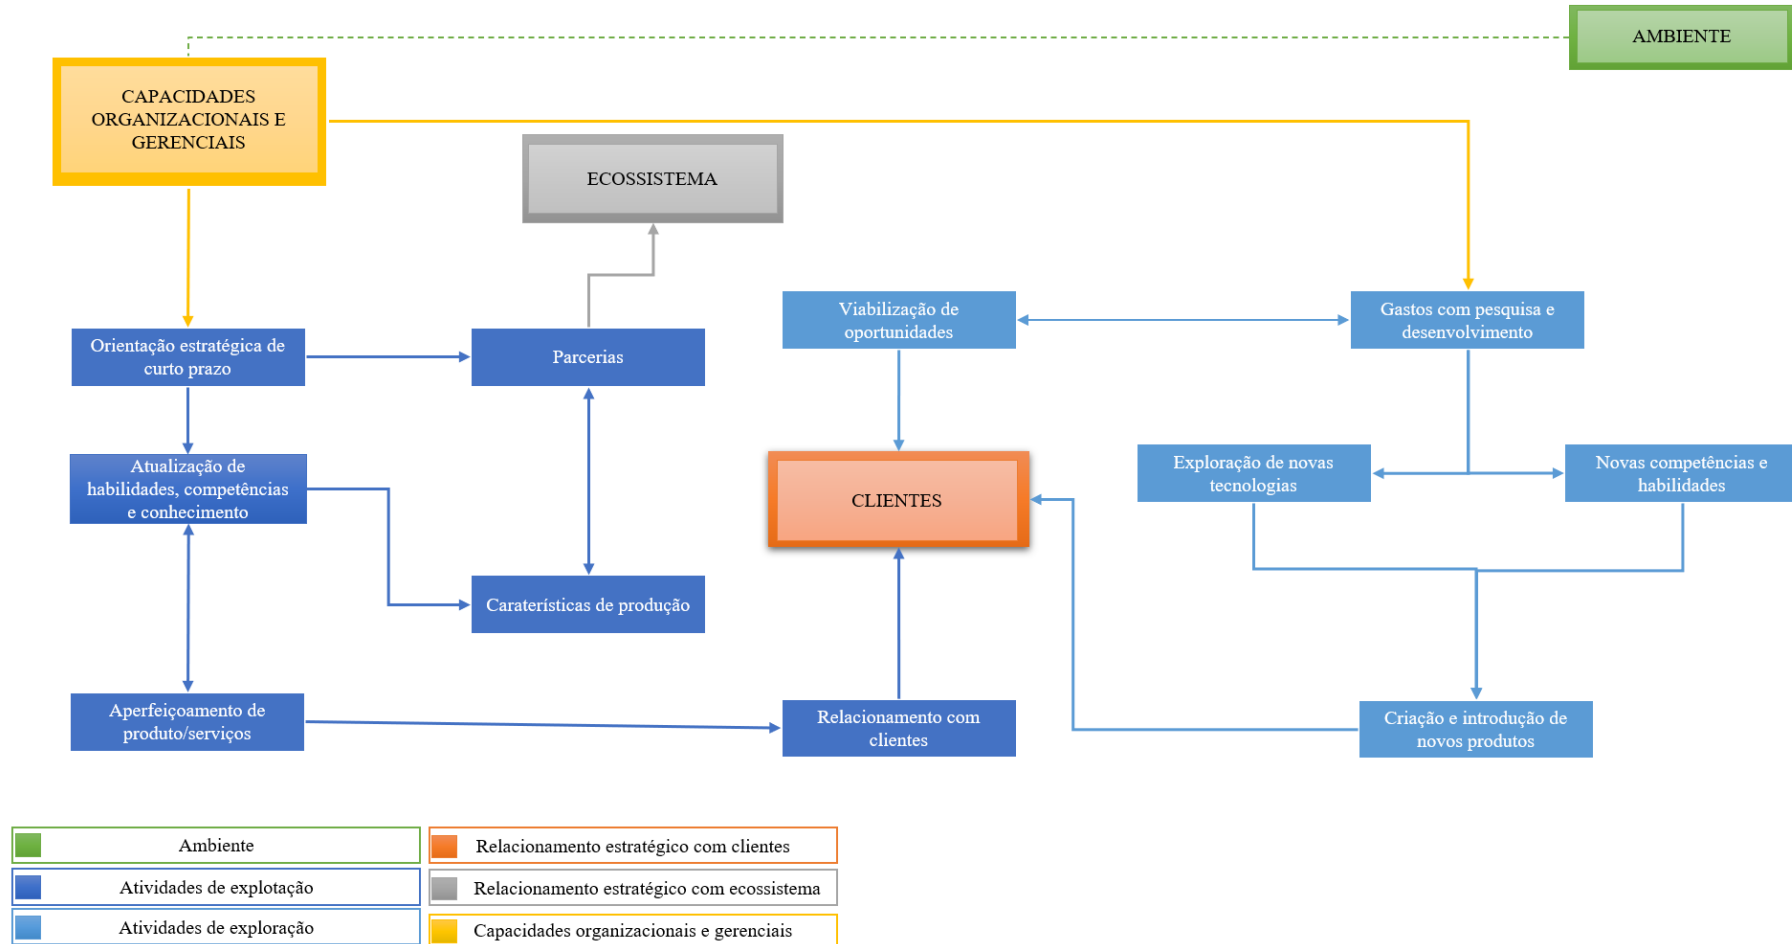 AMBIENTE
CAPACIDADES
ORGANIZACIONAIS E
GERENCIAIS
ECOSSISTEMA
Viabilização de
oportunidades
Gastos com pesquisa e
desenvolvimento
Orientação estratégica de
curto prazo
Parcerias
Atualização de
habilidades, competências
e conhecimento
CLIENTES
Exploração de novas
tecnologias
Novas competências e
habilidades
Caraterísticas de produção
Aperfeiçoamento de
produto/serviços
Relacionamento com
clientes
Criação e introdução de
novos produtos
Ambiente
Relacionamento estratégico com clientes
Atividades de explotação
Relacionamento estratégico com ecossistema
Atividades de exploração
Capacidades organizacionais e gerenciais